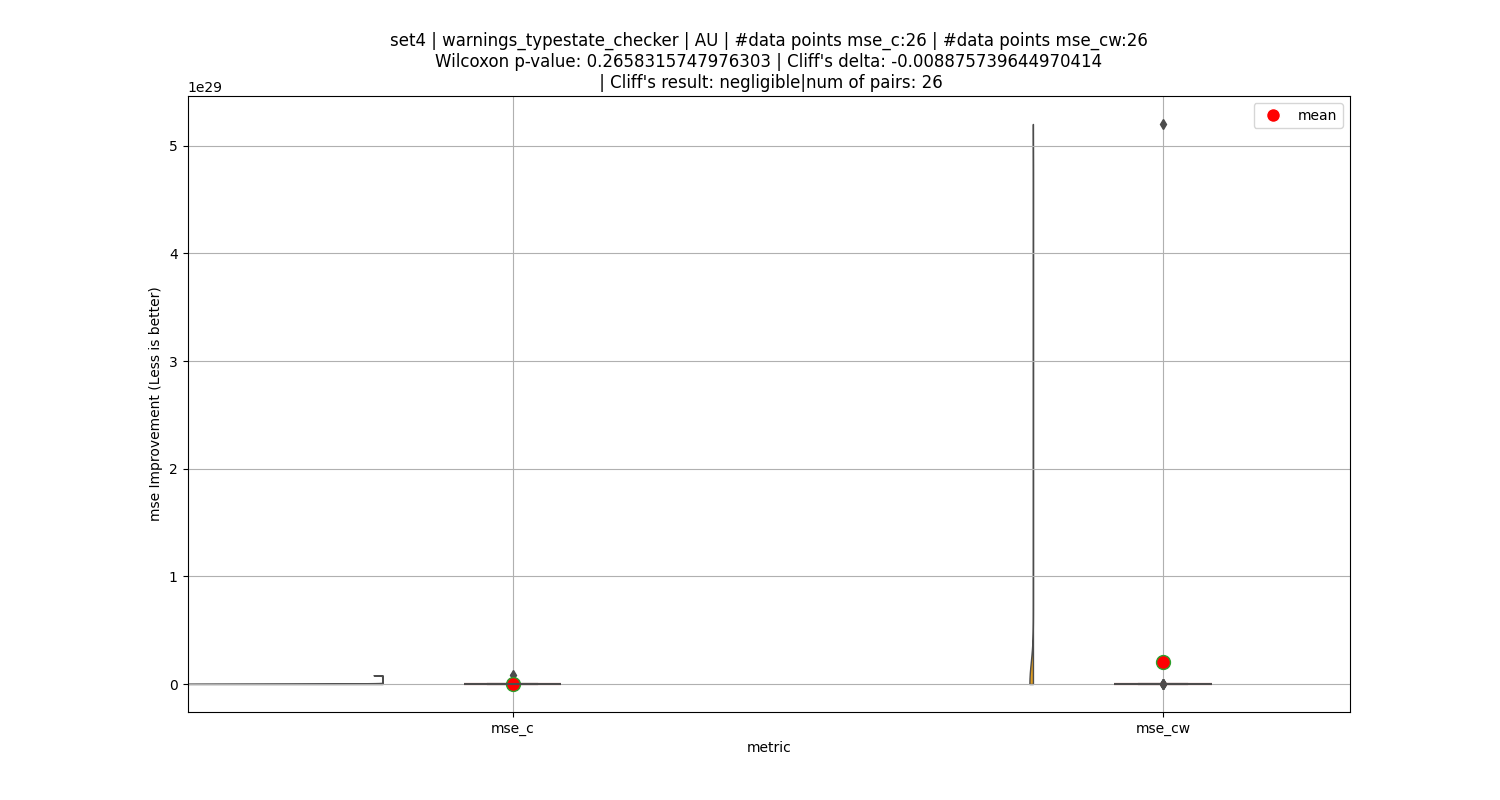 set4 | warnings_typestate_checker | AU | #data points mse_c:26 | #data points mse_cw:26
Wilcoxon p-value: 0.2658315747976303 | Cliff's delta: -0.008875739644970414
| Cliff's result: negligible|num of pairs: 26
1e29
mean
5
4
3
2
1
0
mse Improvement (Less is better)
mse_c
mse_cw
metric